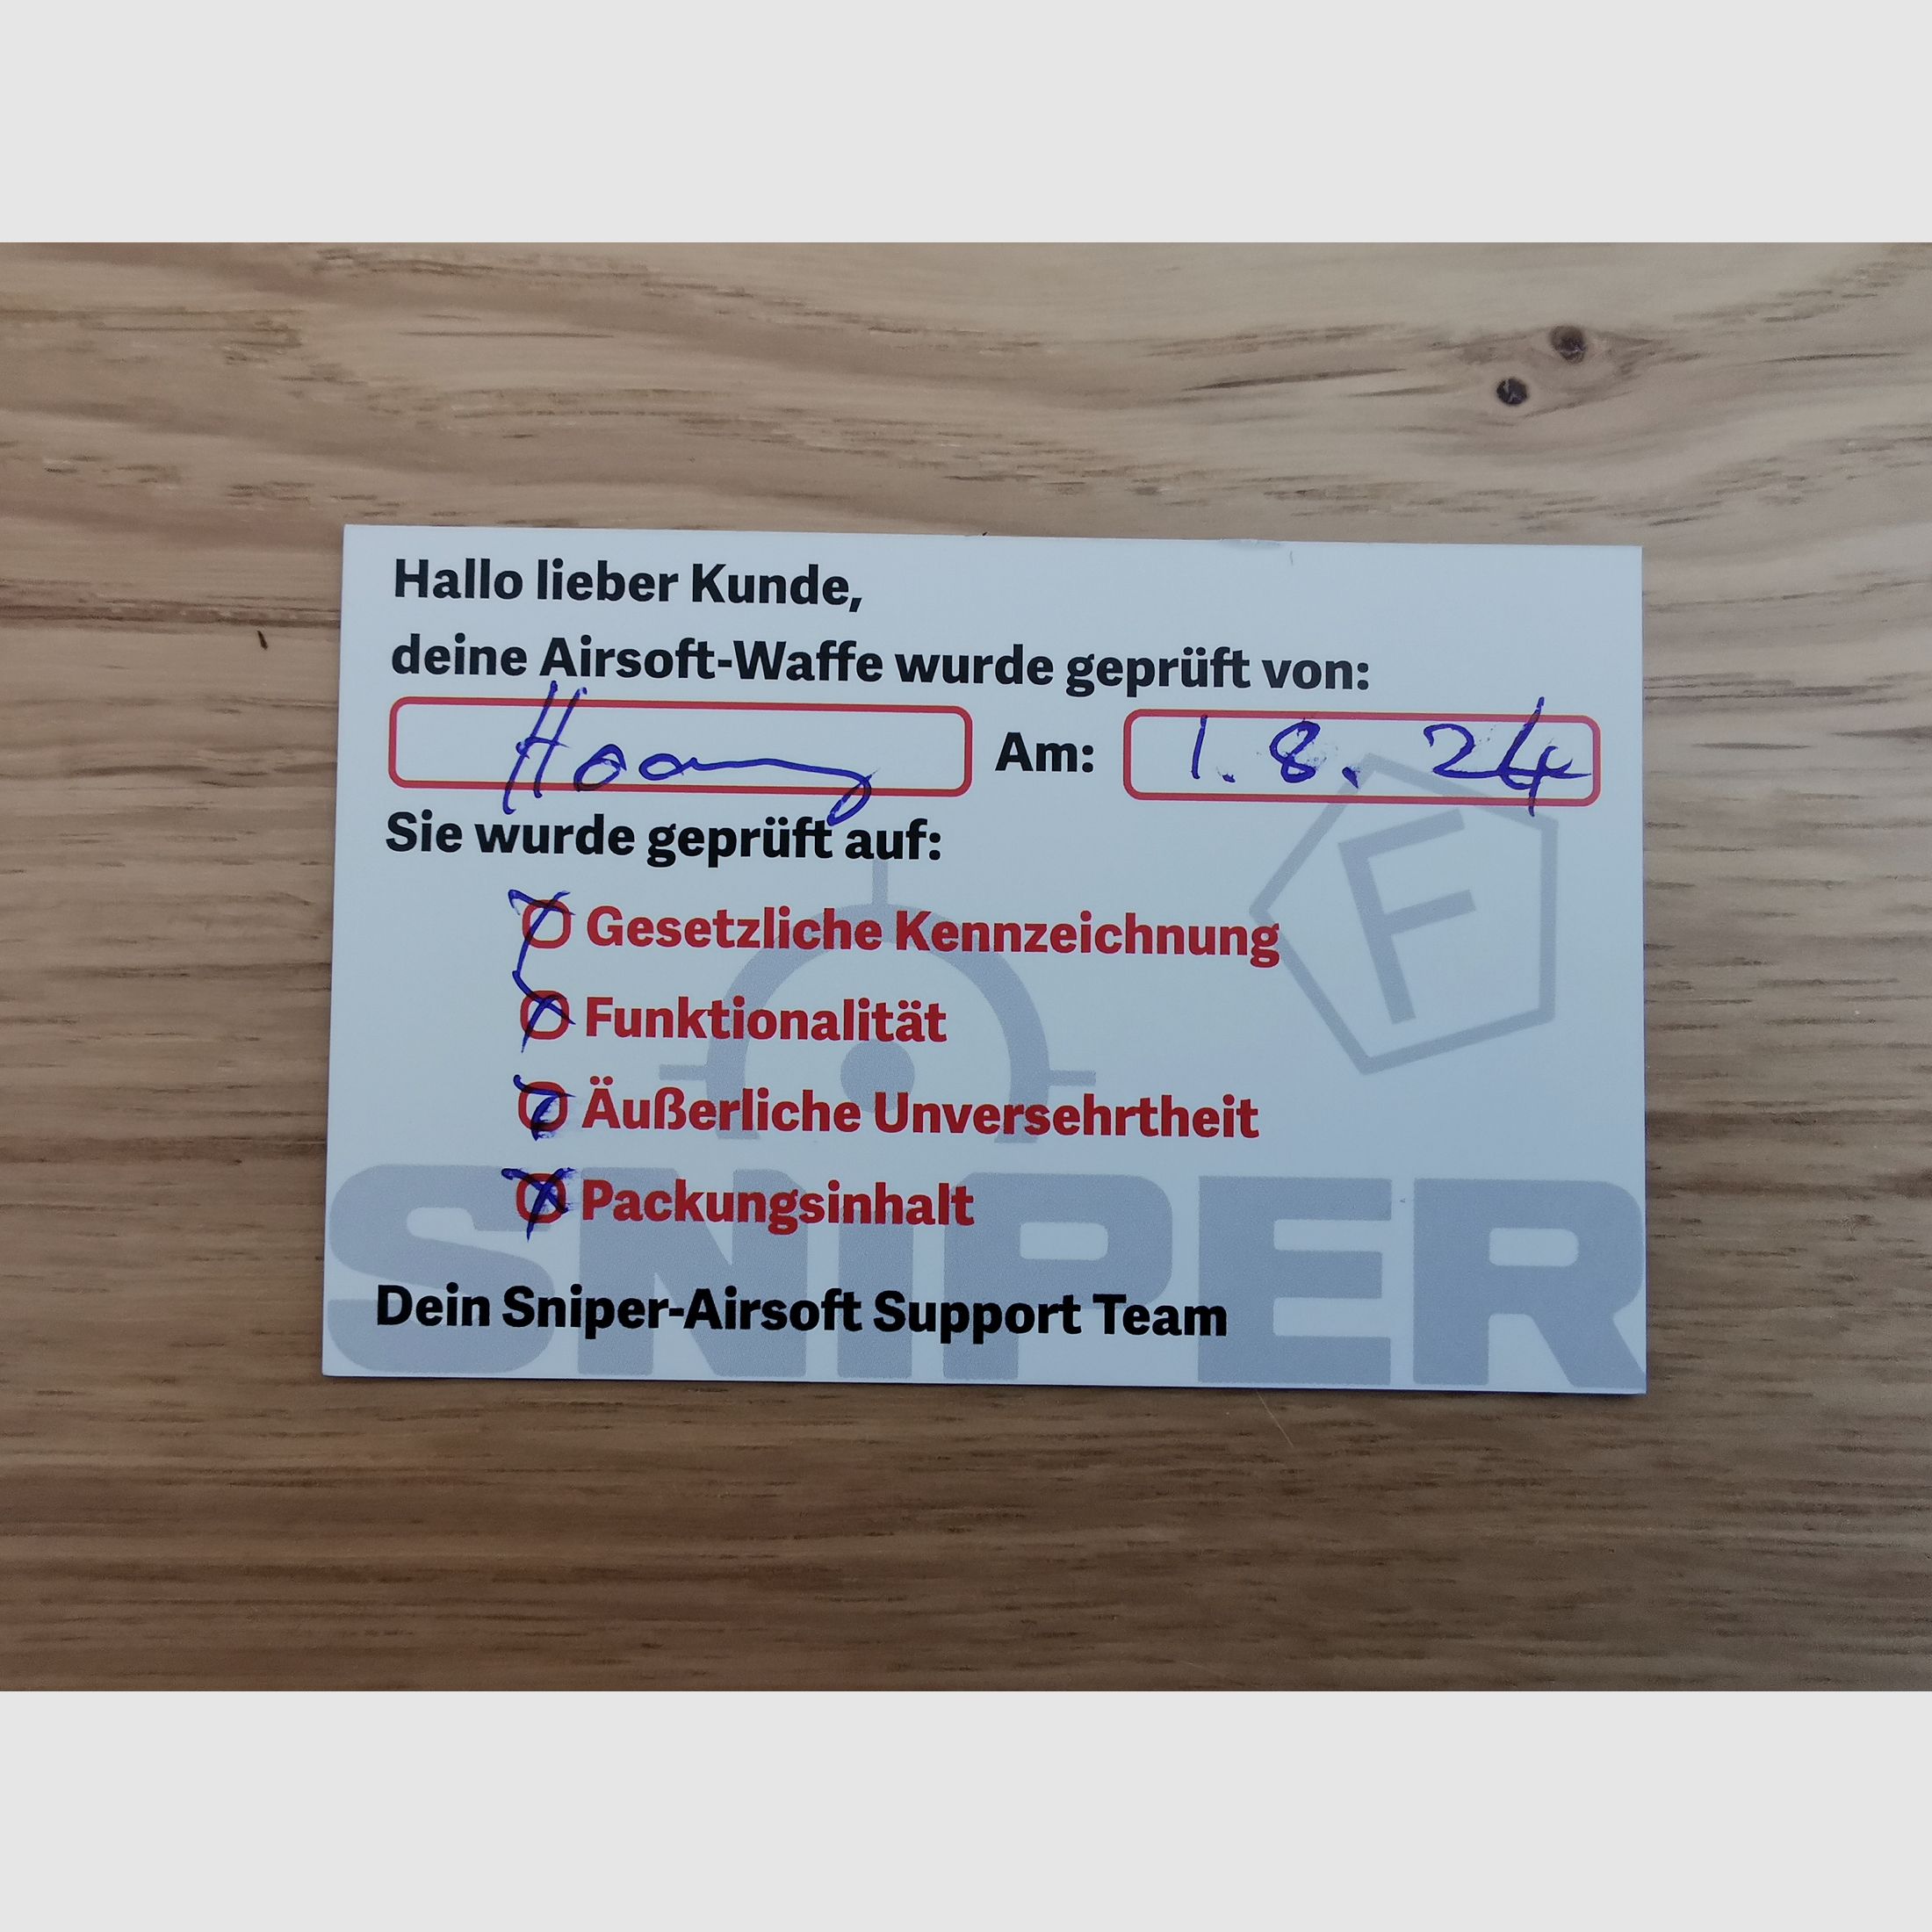 Hallo lieber Kunde,
deine Airsoft-Waffe wurde geprüft von:
Hoang Am: 1.8.24
Sie wurde geprüft auf:
Gesetzliche Kennzeichnung
F
Funktionalität
Äußerliche Unversehrtheit
Packungsinhalt
SNIPER
Dein Sniper-Airsoft Support Team